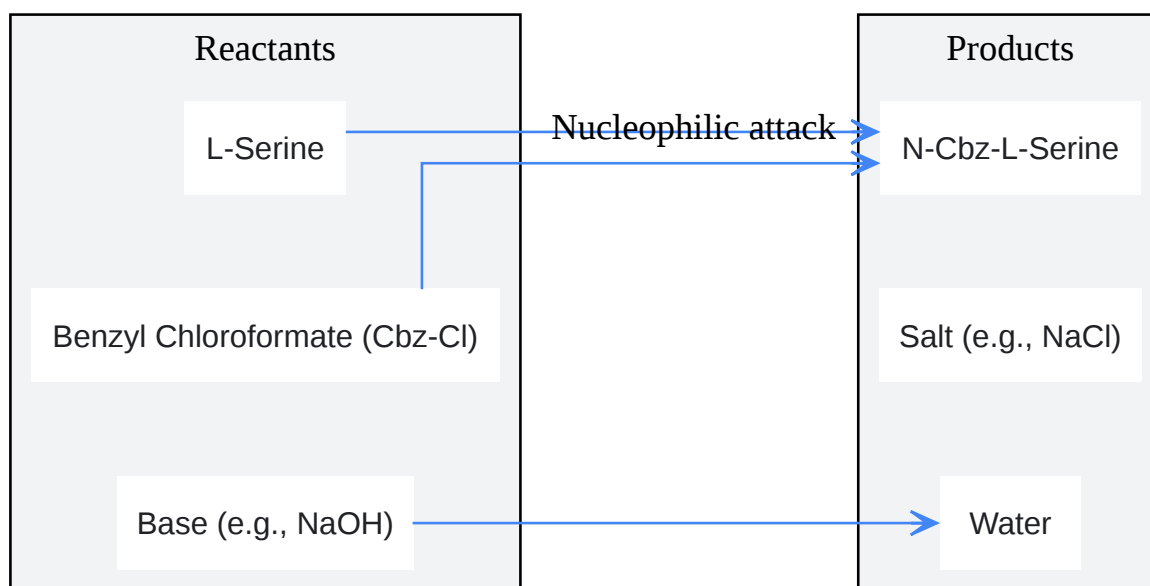 Reactants
Products
L-Serine
Nucleophilic attack
N-Cbz-L-Serine
Benzyl Chloroformate (Cbz-Cl)
Salt (e.g., NaCl)
Base (e.g., NaOH)
Water